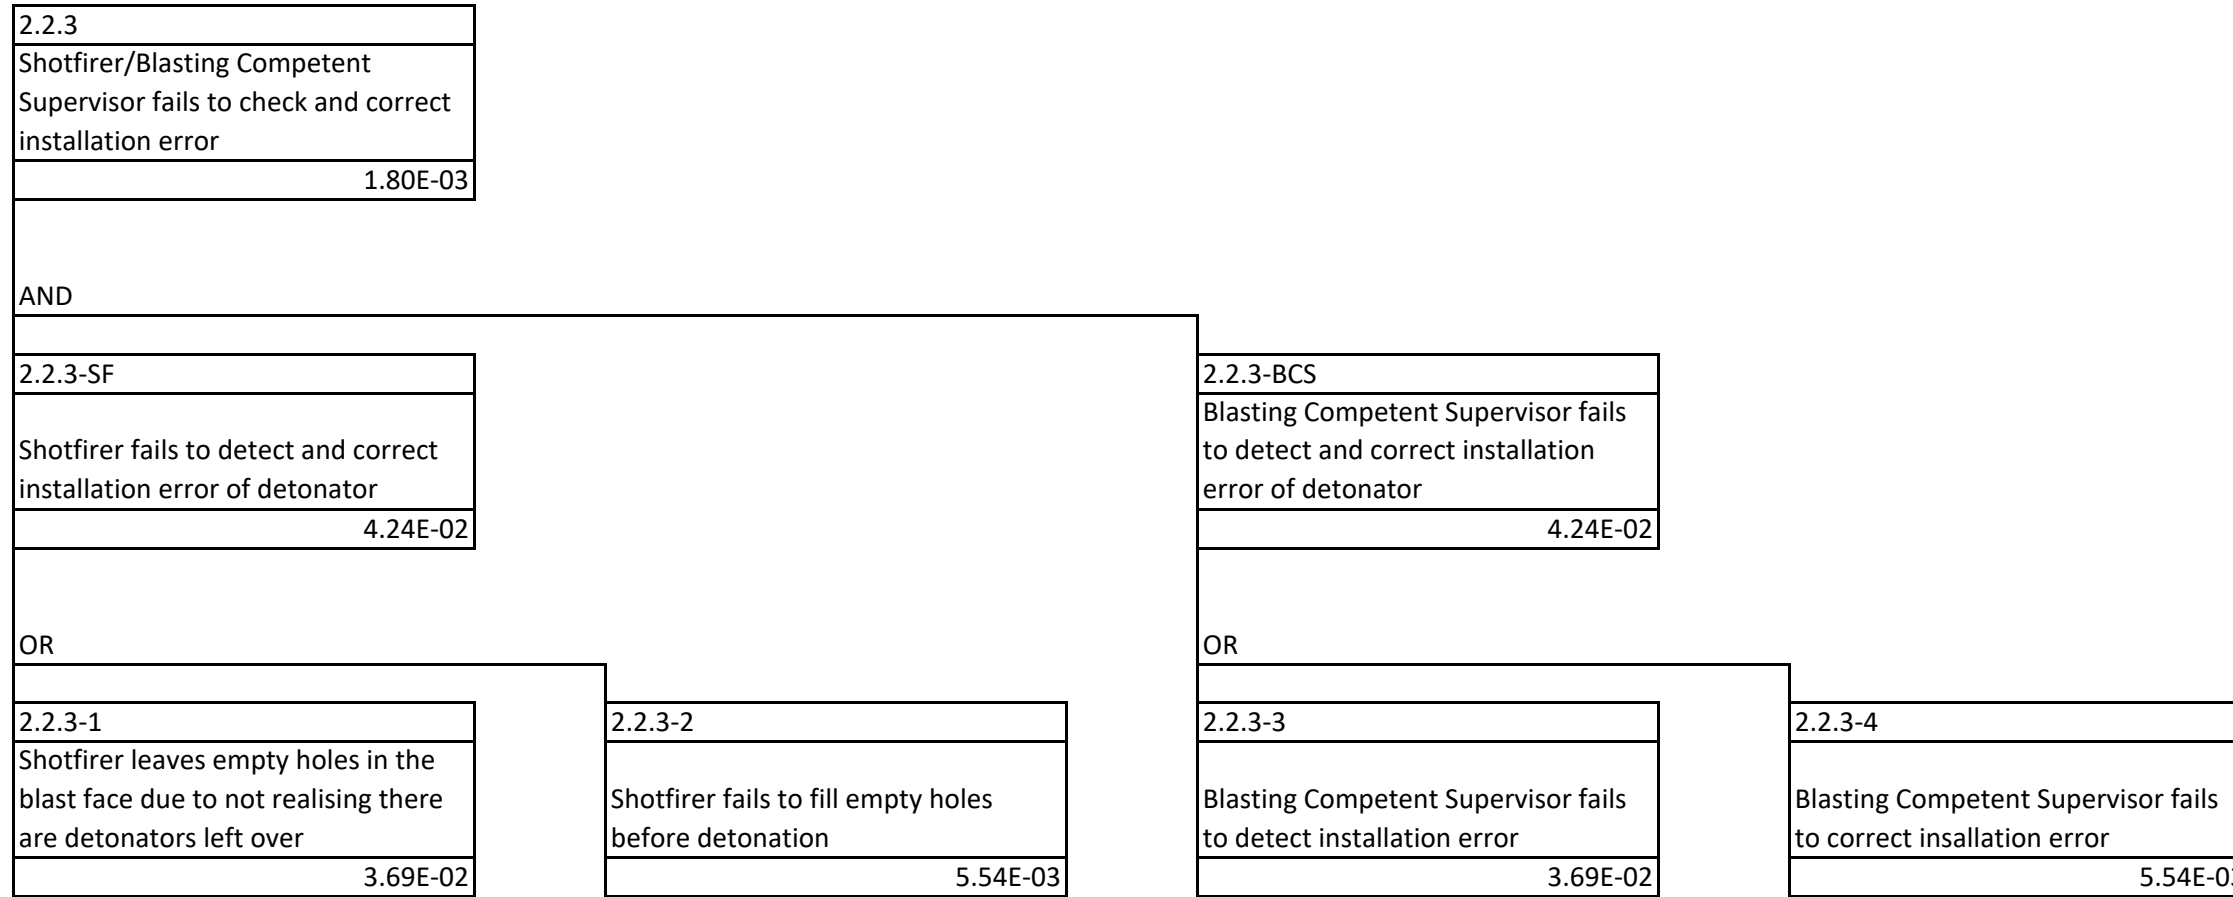 2.2.3
Shotfirer/Blasting Competent
Supervisor fails to check and correct
installation error
1.80E-03
AND
2.2.3-SF
Shotfirer fails to detect and correct
installation error of detonator
4.24E-02
2.2.3-BCS
Blasting Competent Supervisor fails
to detect and correct installation
error of detonator
4.24E-02
OR
OR
2.2.3-1
Shotfirer leaves empty holes in the
blast face due to not realising there
are detonators left over
3.69E-02
2.2.3-2
Shotfirer fails to fill empty holes
before detonation
5.54E-03
2.2.3-3
Blasting Competent Supervisor fails
to detect installation error
3.69E-02
2.2.3-4
Blasting Competent Supervisor fails
to correct insallation error
5.54E-03